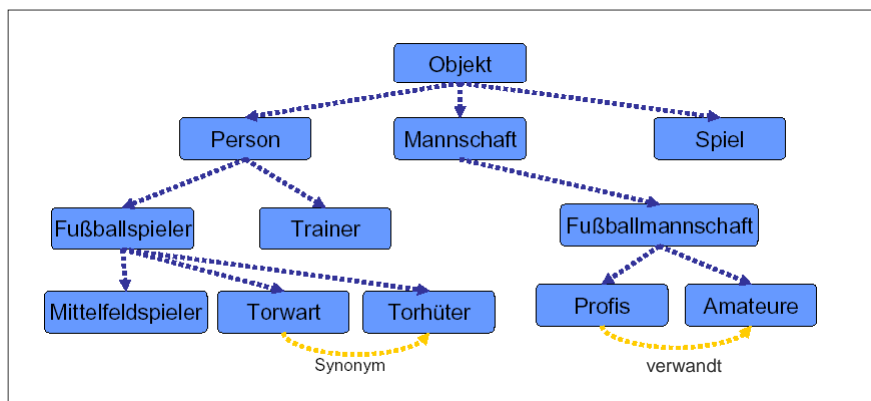 Objekt
Person
Mannschaft
Spiel
Fußballspieler
Trainer
Fußballmannschaft
Mittelfeldspieler
Torwart
Torhüter
Profis
Amateure
Synonym
verwandt